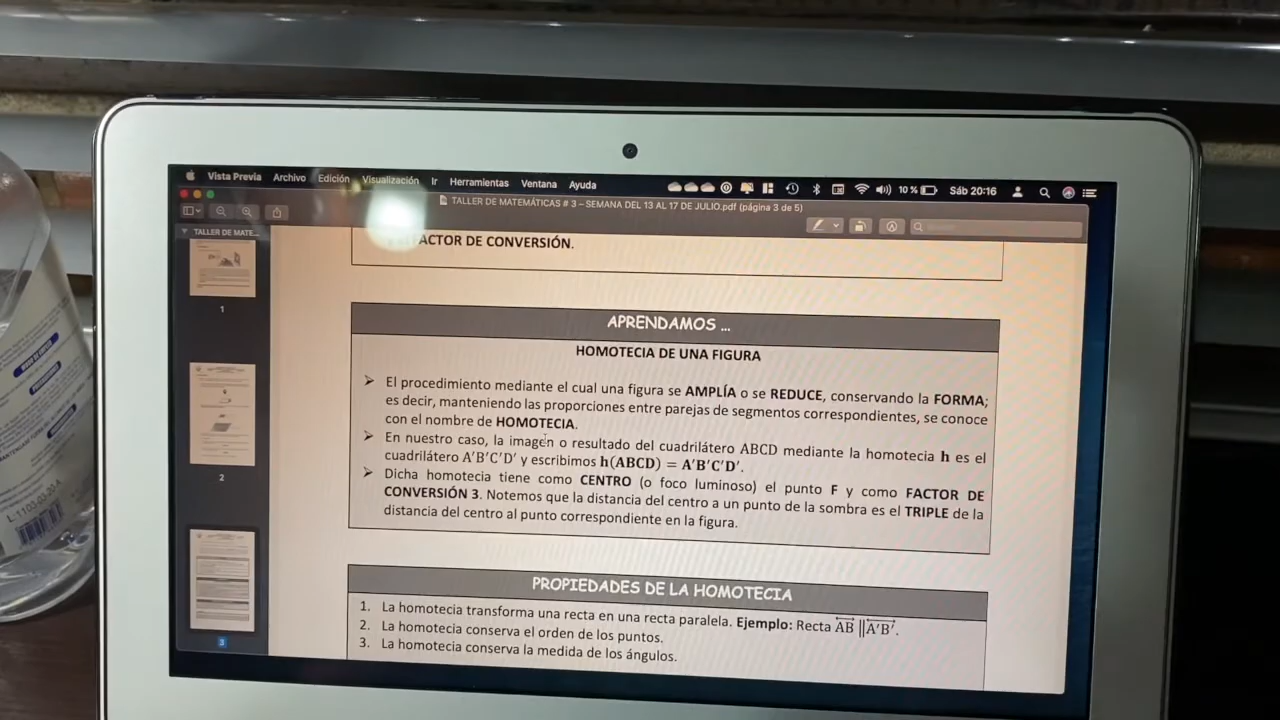 Vista Previa Archivo Edición Visualización Ir Herramientas Ventana Ayuda 10 % Sáb 20:16
TALLER DE MATEMÁTICAS # 3 – SEMANA DEL 13 AL 17 DE JULIO.pdf (página 3 de 5)
TALLER DE MATE...
1
2
3
FACTOR DE CONVERSIÓN.
APRENDAMOS ...
HOMOTECIA DE UNA FIGURA
➢ El procedimiento mediante el cual una figura se AMPLÍA o se REDUCE, conservando la FORMA;
es decir, manteniendo las proporciones entre parejas de segmentos correspondientes, se conoce
con el nombre de HOMOTECIA.
➢ En nuestro caso, la imagen o resultado del cuadrilátero ABCD mediante la homotecia h es el
cuadrilátero A'B'C'D' y escribimos h(ABCD) = A'B'C'D'.
➢ Dicha homotecia tiene como CENTRO (o foco luminoso) el punto F y como FACTOR DE
CONVERSIÓN 3. Notemos que la distancia del centro a un punto de la sombra es el TRIPLE de la
distancia del centro al punto correspondiente en la figura.
PROPIEDADES DE LA HOMOTECIA
1. La homotecia transforma una recta en una recta paralela. Ejemplo: Recta AB ||A'B'.
2. La homotecia conserva el orden de los puntos.
3. La homotecia conserva la medida de los ángulos.
L:1103-03-20A